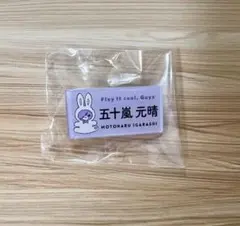 Play It Cool, Guys
五十嵐 元晴
MOTOHARU IGARASHI